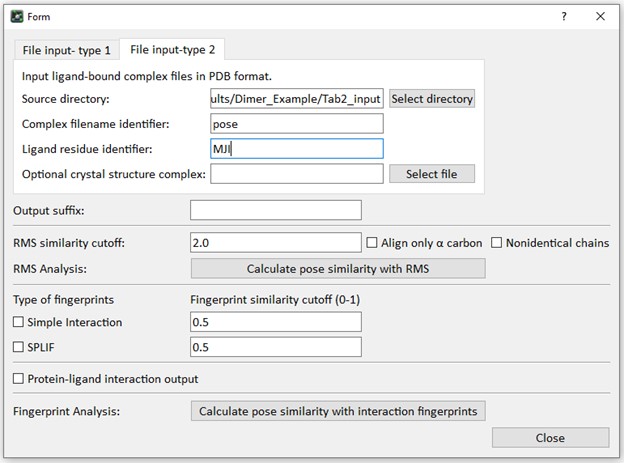 Form
File input- type 1 File input-type 2
Input ligand-bound complex files in PDB format.
Source directory: ults/Dimer_Example/Tab2_input Select directory
Complex filename identifier: pose
Ligand residue identifier: MJI
Optional crystal structure complex: Select file
Output suffix:
RMS similarity cutoff: 2.0 Align only α carbon Nonidentical chains
RMS Analysis: Calculate pose similarity with RMS
Type of fingerprints Fingerprint similarity cutoff (0-1)
Simple Interaction 0.5
SPLIF 0.5
Protein-ligand interaction output
Fingerprint Analysis: Calculate pose similarity with interaction fingerprints
Close